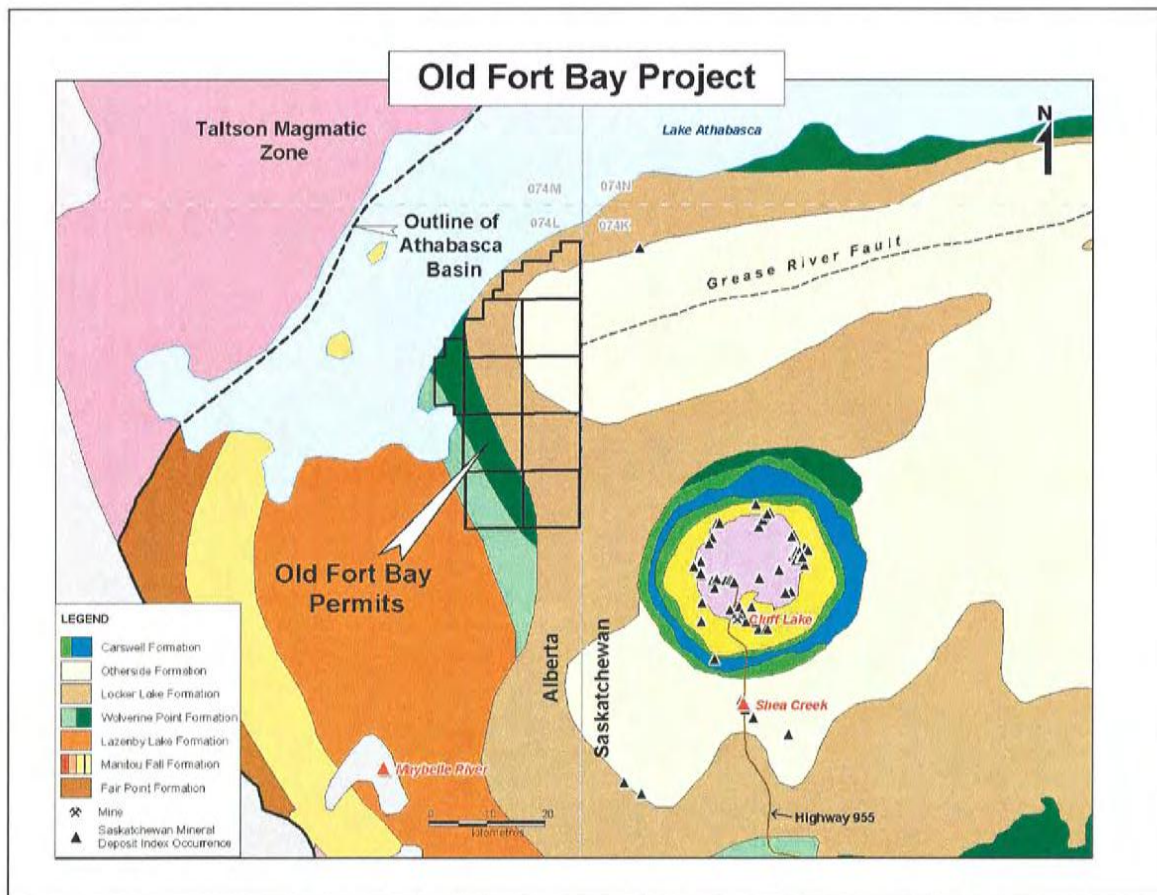 Old Fort Bay Project
Taltson Magmatic
Zone
Lake Athabasca
N
074M
074N
074L
074K
Outline of
Athabasca
Basin
Grease River Fault
Old Fort Bay
Permits
Alberta
Saskatchewan
Cluff Lake
Shea Creek
Maybelle River
Highway 955
0 10 20
kilometres
LEGEND
Carswell Formation
Otherside Formation
Locker Lake Formation
Wolverine Point Formation
Lazenby Lake Formation
Manitou Fall Formation
Fair Point Formation
Mine
Saskatchewan Mineral
Deposit Index Occurrence